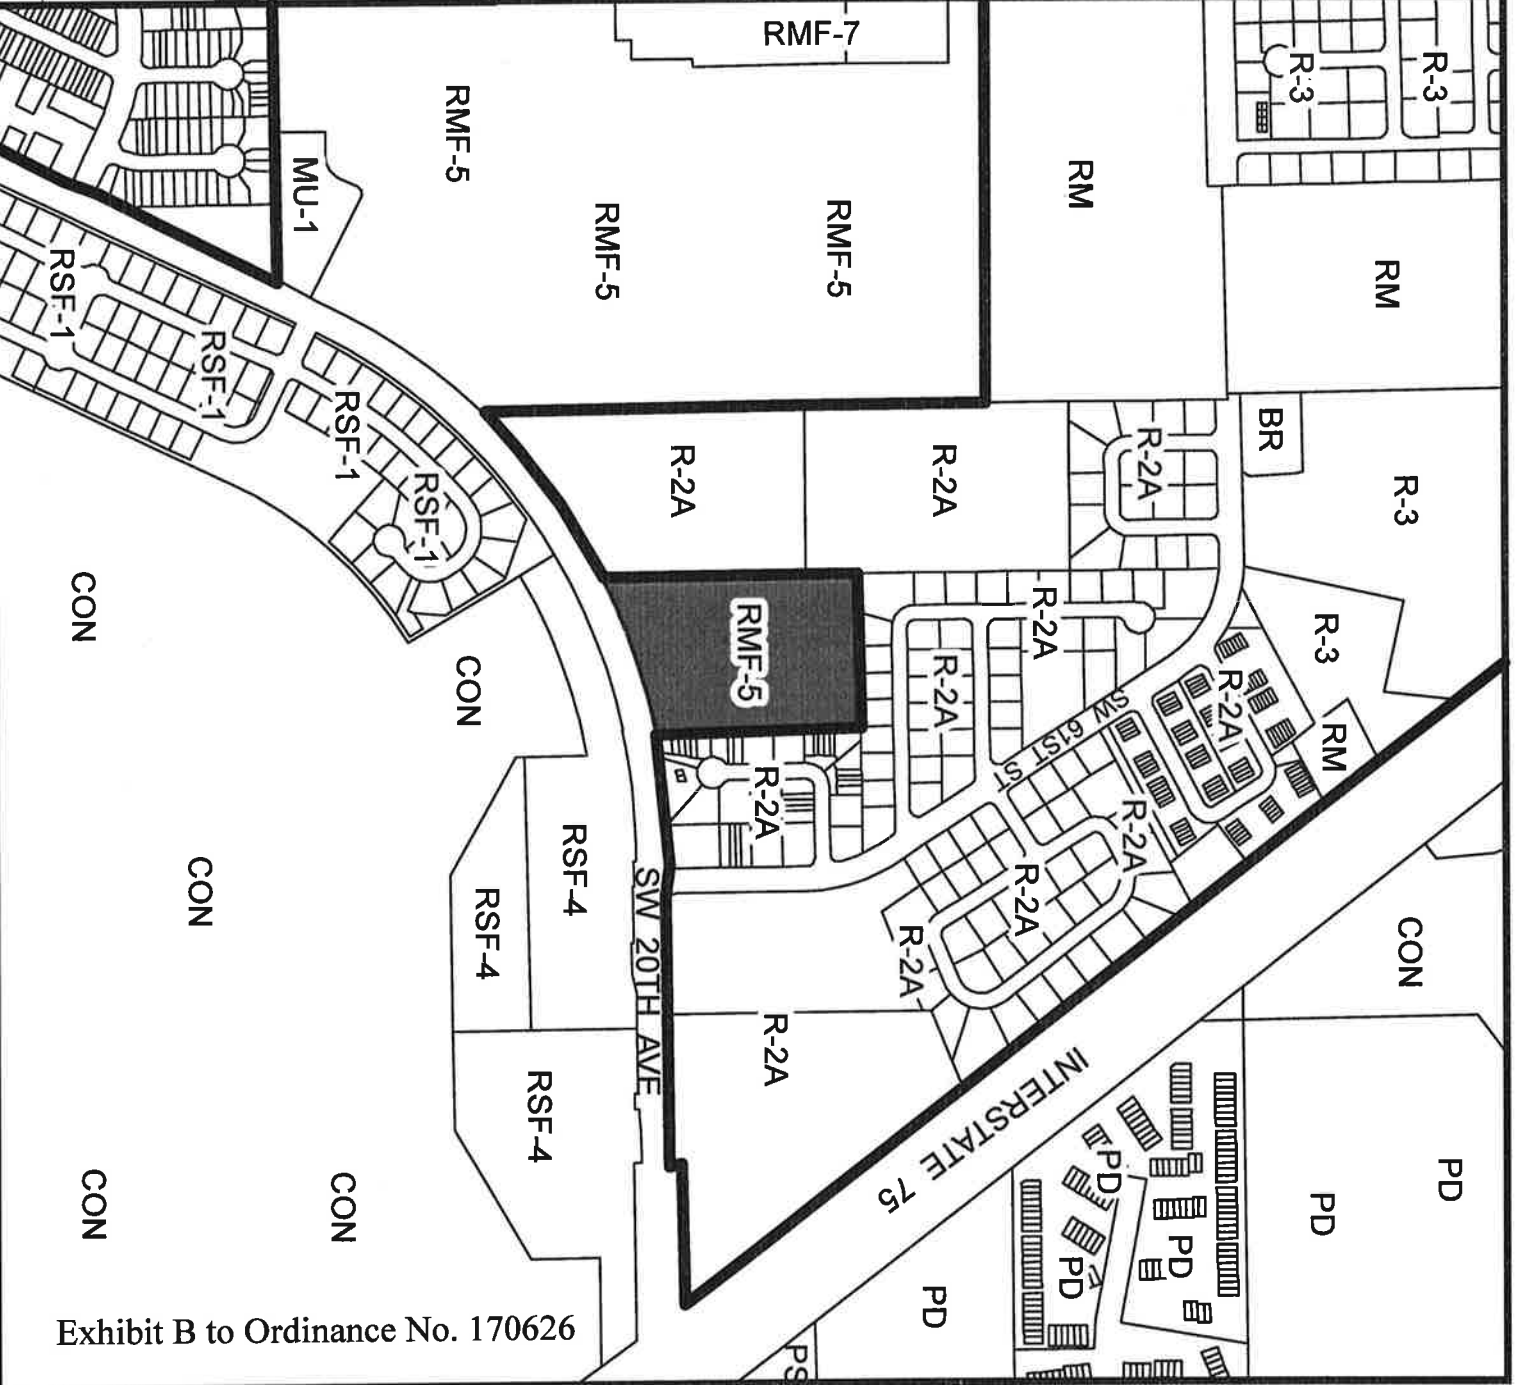 RMF-7
R-3
R-3
RMF-5
MU-1
RMF-5
RMF-5
RM
RM
RSF-1
RSF-1
RSF-1
RSF-1
R-2A
R-2A
R-2A
BR
R-3
CON
CON
RMF-5
R-2A
R-2A
R-3
R-2A
RM
SW 61ST ST
R-2A
R-2A
R-2A
R-2A
CON
RSF-4
RSF-4
CON
SW 20TH AVE
R-2A
RSF-4
INTERSTATE 75
CON
CON
PD
PD
PD
PD
PD
PD
PS
Exhibit B to Ordinance No. 170626